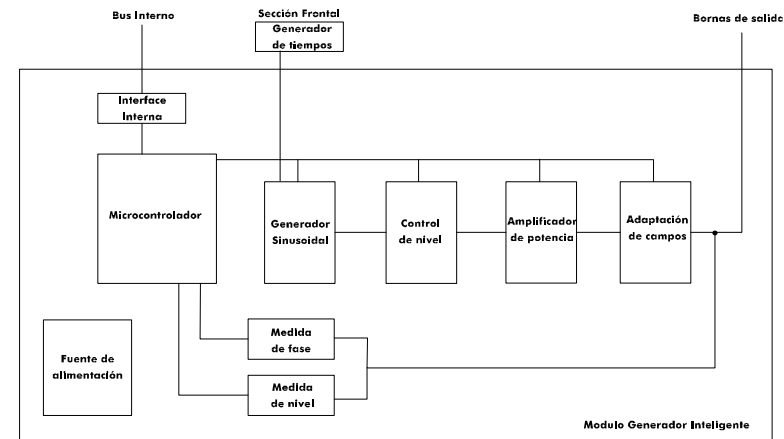 Bus Interno
Sección Frontal
Generador
de tiempos
Bornas de salida
Interface
Interna
Microcontrolador
Generador
Sinusoidal
Control
de nivel
Amplificador
de potencia
Adaptación
de campos
Medida
de fase
Fuente de
alimentación
Medida
de nivel
Modulo Generador Inteligente